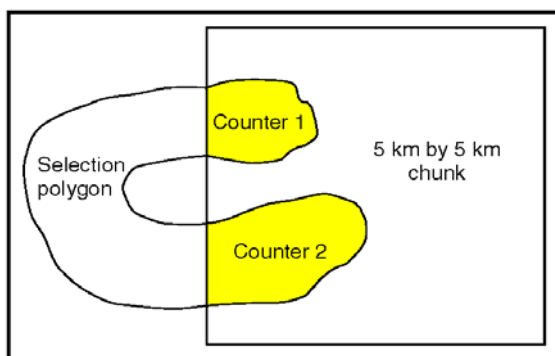 Counter 1
Selection
polygon
5 km by 5 km
chunk
Counter 2